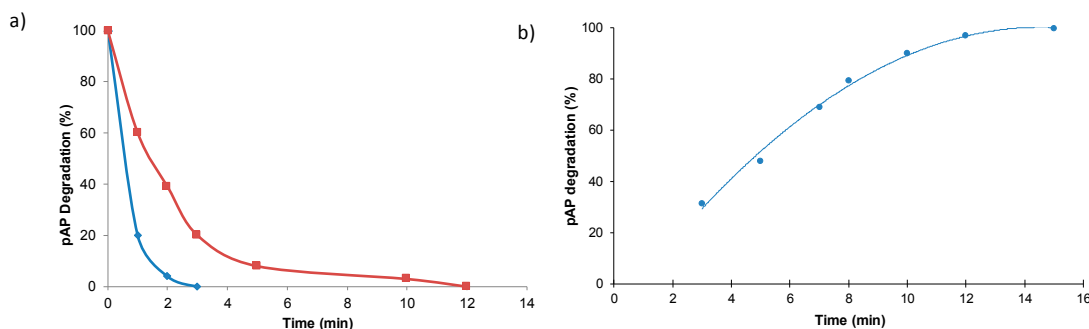 a)
100
80
60
40
20
0
pAP Degradation (%)
0 2 4 6 8 10 12 14
Time (min)
b)
100
80
60
40
20
0
pAP degradation (%)
0 2 4 6 8 10 12 14 16
Time (min)